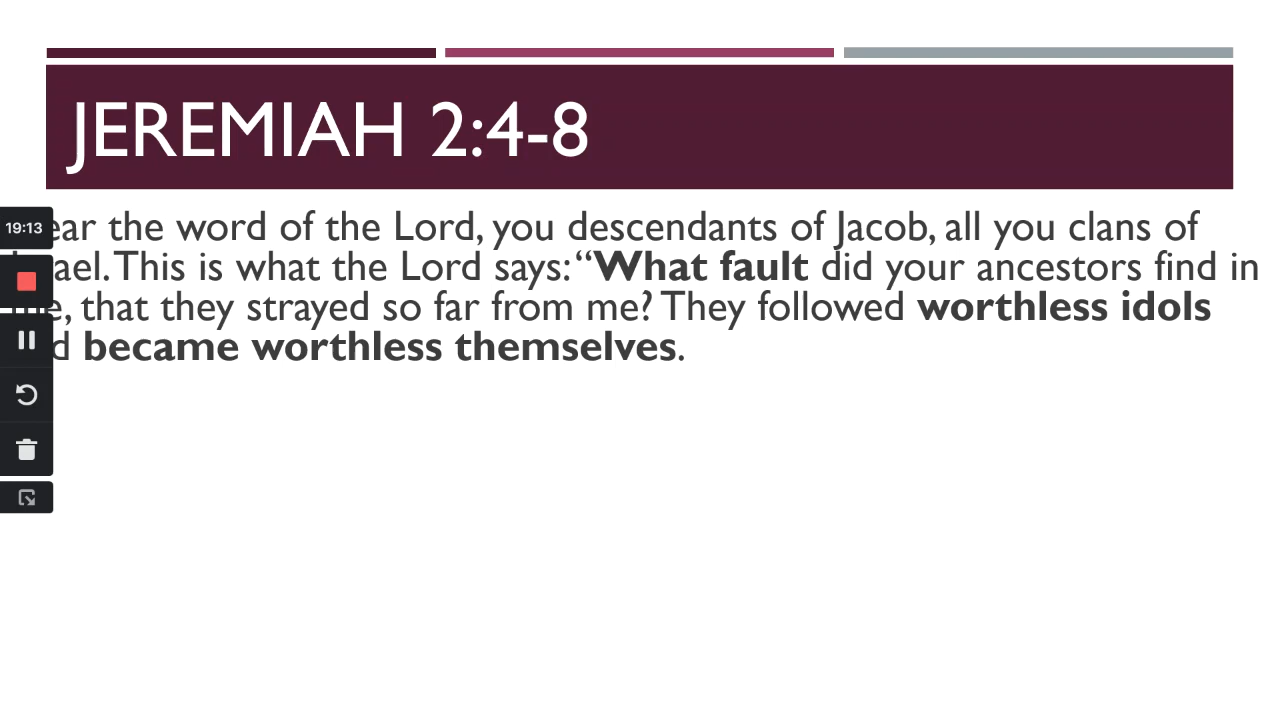 JEREMIAH 2:4-8
ear the word of the Lord, you descendants of Jacob, all you clans of
ael. This is what the Lord says: “What fault did your ancestors find in
e, that they strayed so far from me? They followed worthless idols
d became worthless themselves.
19:13